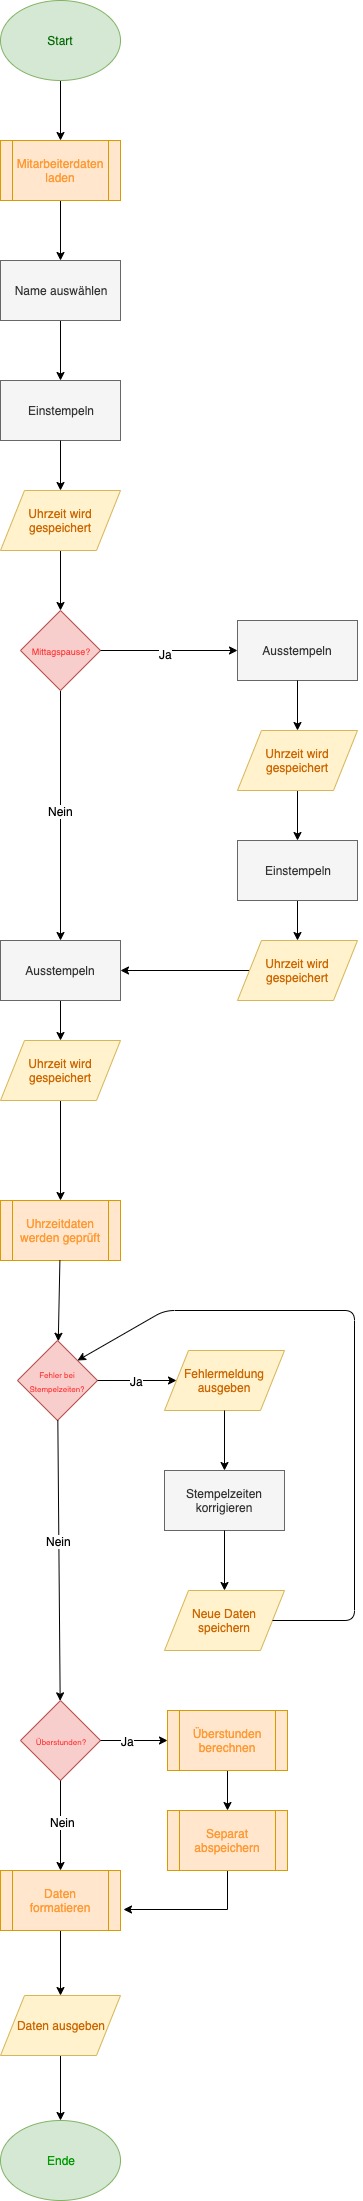 Start
Mitarbeiterdaten
laden
Name auswählen
Einstempeln
Uhrzeit wird
gespeichert
Mittagspause?
Ja
Ausstempeln
Uhrzeit wird
gespeichert
Nein
Einstempeln
Ausstempeln
Uhrzeit wird
gespeichert
Uhrzeit wird
gespeichert
Uhrzeitdaten
werden geprüft
Fehler bei
Stempelzeiten?
Ja
Fehlermeldung
ausgeben
Stempelzeiten
korrigieren
Nein
Neue Daten
speichern
Überstunden?
Ja
Überstunden
berechnen
Nein
Separat
abspeichern
Daten
formatieren
Daten ausgeben
Ende